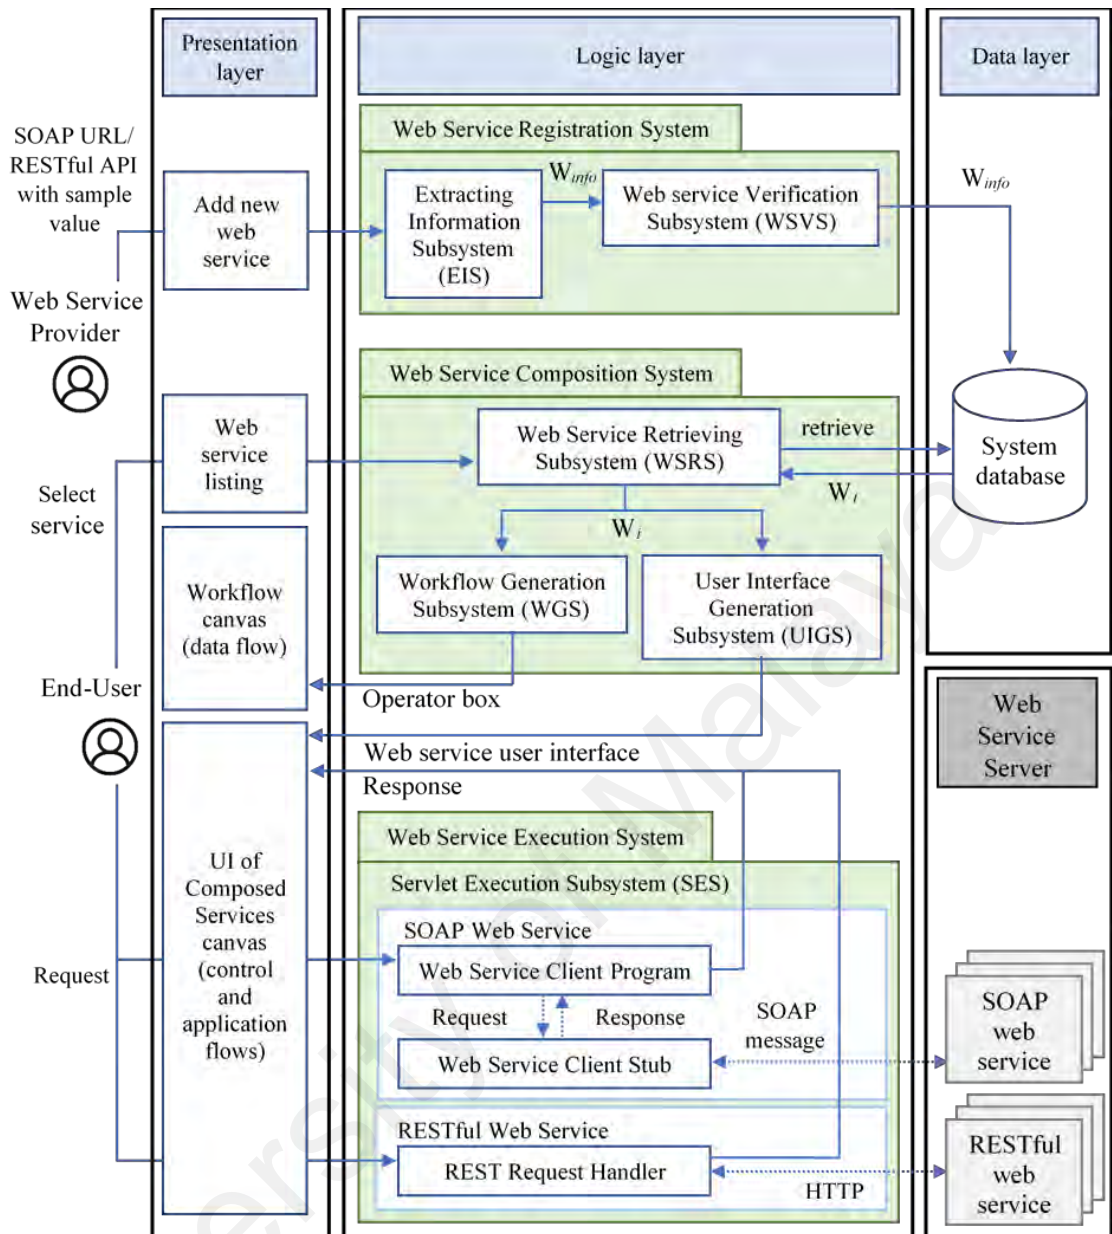 Presentation
layer
Logic layer
Data layer
SOAP URL/
RESTful API
with sample
value
Web Service
Provider
Add new
web
service
Web Service Registration System
Extracting
Information
Subsystem
(EIS)
Winfo
Web service Verification
Subsystem (WSVS)
Winfo
Web Service Composition System
Web
service
listing
Web Service Retrieving
Subsystem (WSRS)
retrieve
Wi
System
database
Select
service
Wi
Workflow
canvas
(data flow)
Workflow Generation
Subsystem (WGS)
User Interface
Generation
Subsystem (UIGS)
End-User
Operator box
Web service user interface
Response
Web
Service
Server
Web Service Execution System
Servlet Execution Subsystem (SES)
UI of
Composed
Services
canvas
(control
and
application
flows)
Request
SOAP Web Service
Web Service Client Program
Request
Response
Web Service Client Stub
SOAP
message
SOAP
web
service
RESTful Web Service
REST Request Handler
HTTP
RESTful
web
service
ersity of Malaya